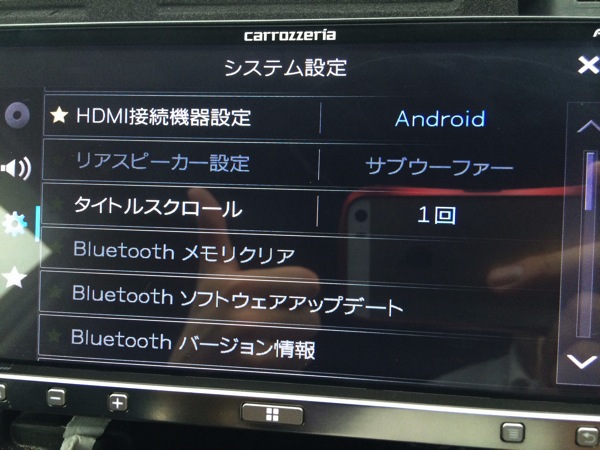 carrozzeria
システム設定
HDMI接続機器設定 Android
リアスピーカー設定 サブウーファー
タイトルスクロール 1回
Bluetooth メモリクリア
Bluetooth ソフトウェアアップデート
Bluetooth バージョン情報